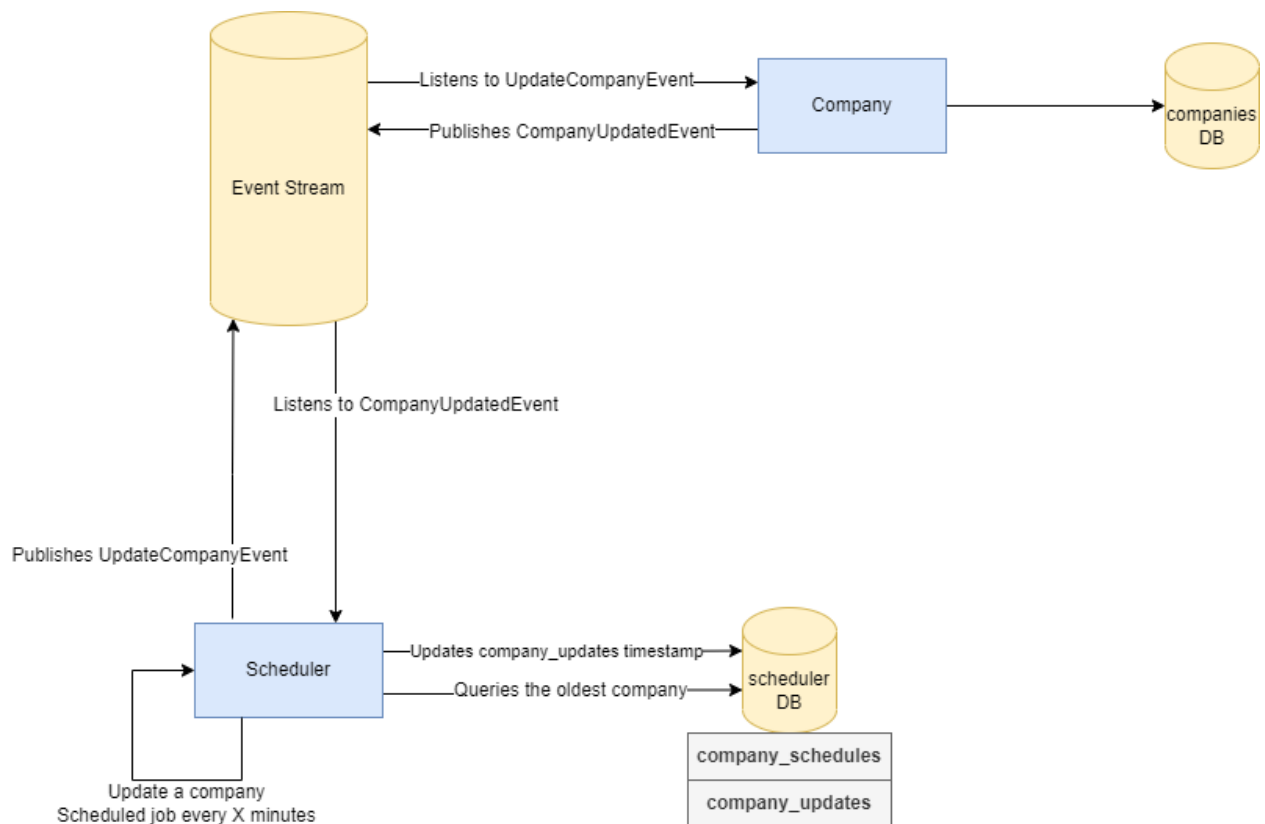 Listens to UpdateCompanyEvent
Company
companies
DB
Publishes CompanyUpdatedEvent
Event Stream
Listens to CompanyUpdatedEvent
Publishes UpdateCompanyEvent
Scheduler
Updates company_updates timestamp
Queries the oldest company
scheduler
DB
company_schedules
company_updates
Update a company
Scheduled job every X minutes